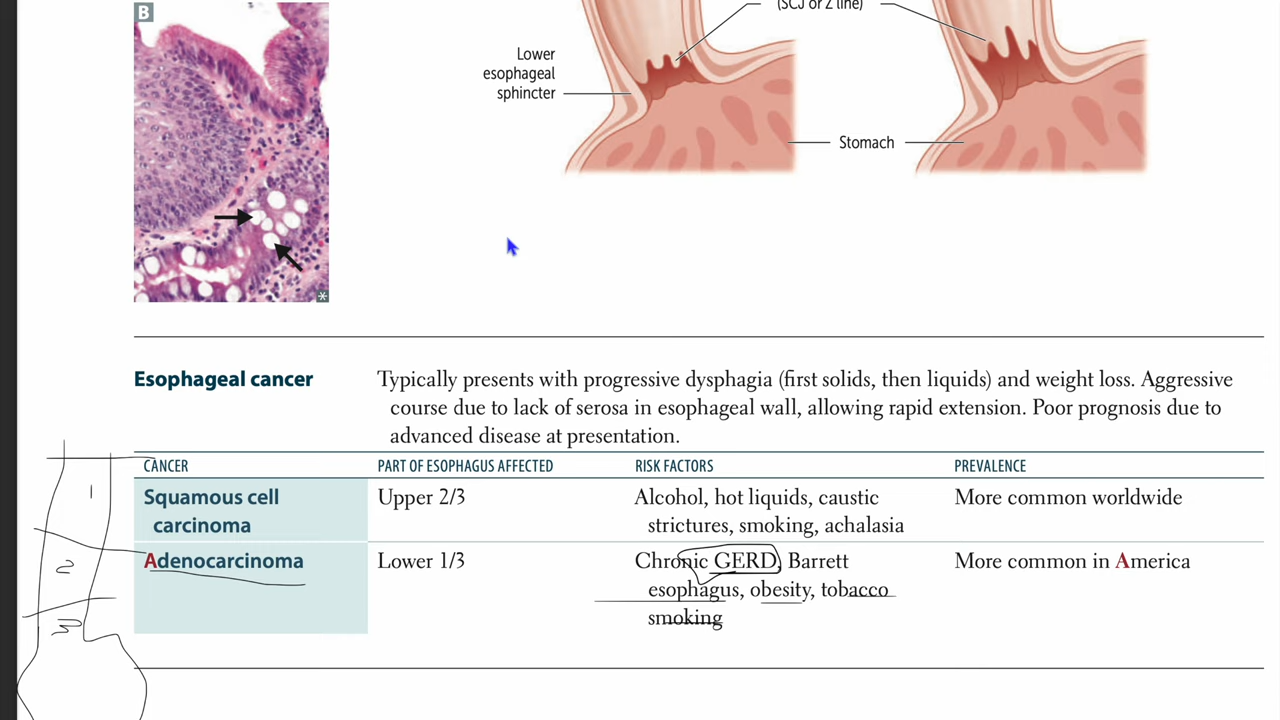 B
(SCJ or Z line)
Lower
esophageal
sphincter
Stomach
*
Esophageal cancer
Typically presents with progressive dysphagia (first solids, then liquids) and weight loss. Aggressive
course due to lack of serosa in esophageal wall, allowing rapid extension. Poor prognosis due to
advanced disease at presentation.
CANCER PART OF ESOPHAGUS AFFECTED RISK FACTORS PREVALENCE
Squamous cell Upper 2/3 Alcohol, hot liquids, caustic More common worldwide
carcinoma strictures, smoking, achalasia
Adenocarcinoma Lower 1/3 Chronic GERD, Barrett More common in America
esophagus, obesity, tobacco
smoking
1
2
3